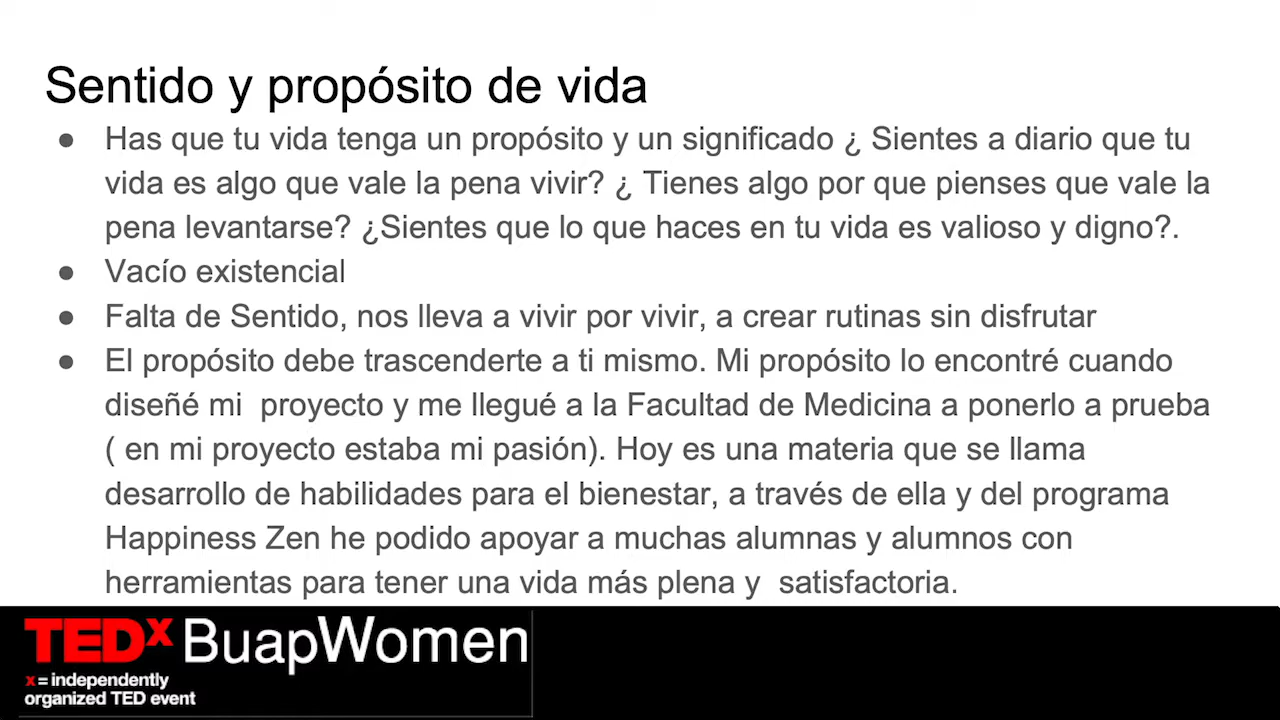 Sentido y propósito de vida
● Has que tu vida tenga un propósito y un significado ¿ Sientes a diario que tu
vida es algo que vale la pena vivir? ¿ Tienes algo por que pienses que vale la
pena levantarse? ¿Sientes que lo que haces en tu vida es valioso y digno?.
● Vacío existencial
● Falta de Sentido, nos lleva a vivir por vivir, a crear rutinas sin disfrutar
● El propósito debe trascenderte a ti mismo. Mi propósito lo encontré cuando
diseñé mi  proyecto y me llegué a la Facultad de Medicina a ponerlo a prueba
( en mi proyecto estaba mi pasión). Hoy es una materia que se llama
desarrollo de habilidades para el bienestar, a través de ella y del programa
Happiness Zen he podido apoyar a muchas alumnas y alumnos con
herramientas para tener una vida más plena y  satisfactoria.
TEDx BuapWomen
x = independently
organized TED event